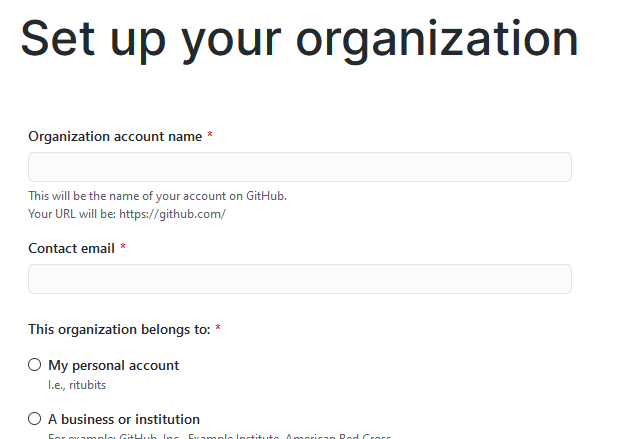 Set up your organization
Organization account name *
This will be the name of your account on GitHub.
Your URL will be: https://github.com/
Contact email *
This organization belongs to: *
My personal account
I.e., ritubits
A business or institution
For example: GitHub, Inc., Example Institute, American Red Cross